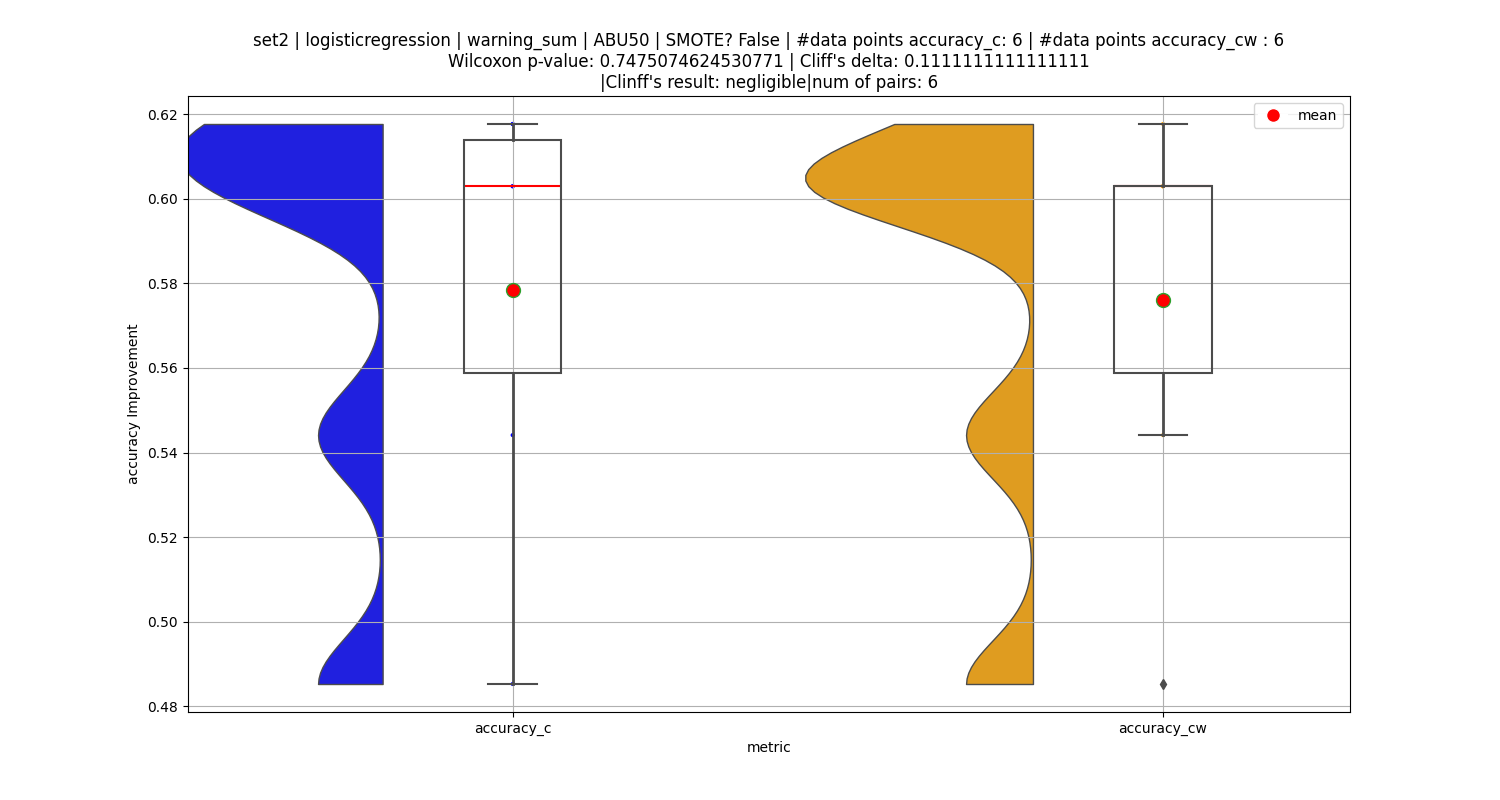 set2 | logisticregression | warning_sum | ABU50 | SMOTE? False | #data points accuracy_c: 6 | #data points accuracy_cw : 6
Wilcoxon p-value: 0.7475074624530771 | Cliff's delta: 0.1111111111111111
|Clinff's result: negligible|num of pairs: 6
mean
0.62
0.60
0.58
0.56
0.54
0.52
0.50
0.48
accuracy Improvement
accuracy_c
accuracy_cw
metric